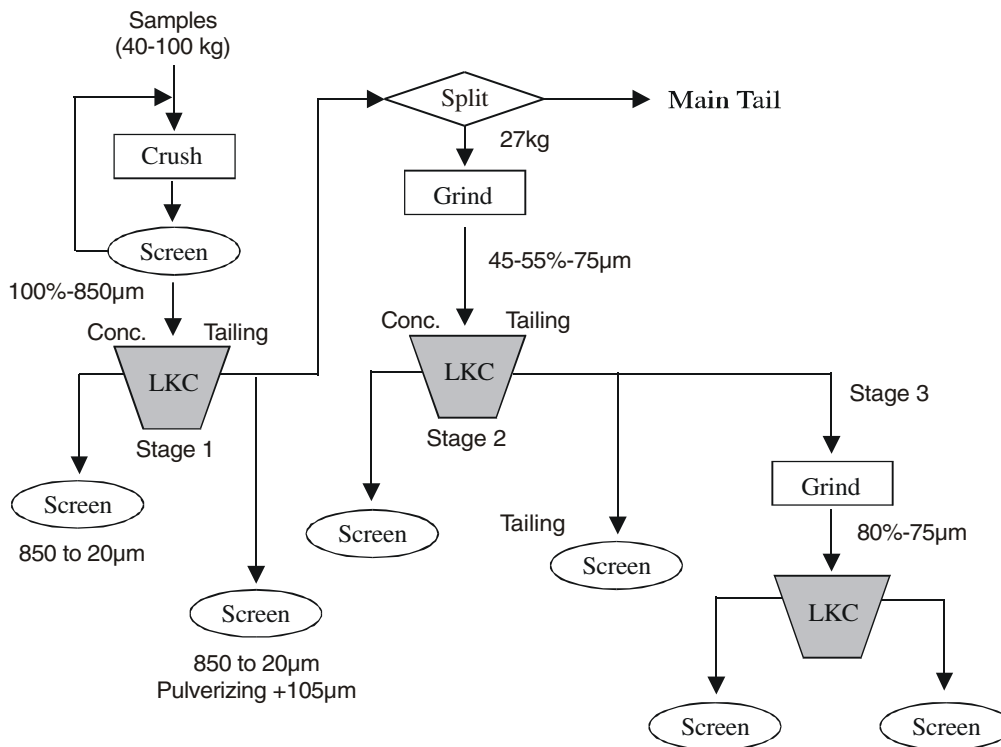 Samples
(40-100 kg)
Crush
Screen
100%-850µm
Conc.
Tailing
LKC
Stage 1
Screen
850 to 20µm
Screen
850 to 20µm
Pulverizing +105µm
Split
Main Tail
27kg
Grind
45-55%-75µm
Conc.
Tailing
LKC
Stage 2
Screen
Tailing
Screen
Stage 3
Grind
80%-75µm
LKC
Screen
Screen